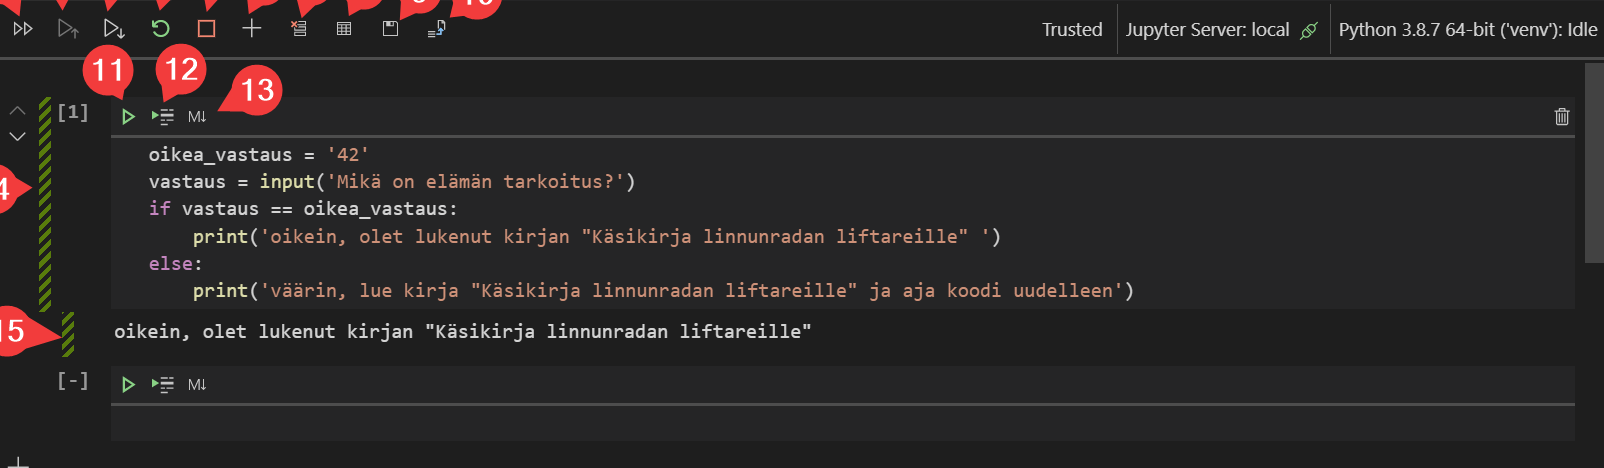 Trusted
Jupyter Server: local
Python 3.8.7 64-bit ('venv'): Idle
11
12
13
[1]
M↓
oikea_vastaus = '42'
vastaus = input('Mikä on elämän tarkoitus?')
if vastaus == oikea_vastaus:
print('oikein, olet lukenut kirjan "Käsikirja linnunradan liftareille" ')
else:
print('väärin, lue kirja "Käsikirja linnunradan liftareille" ja aja koodi uudelleen')
15
oikein, olet lukenut kirjan "Käsikirja linnunradan liftareille"
[-]
M↓